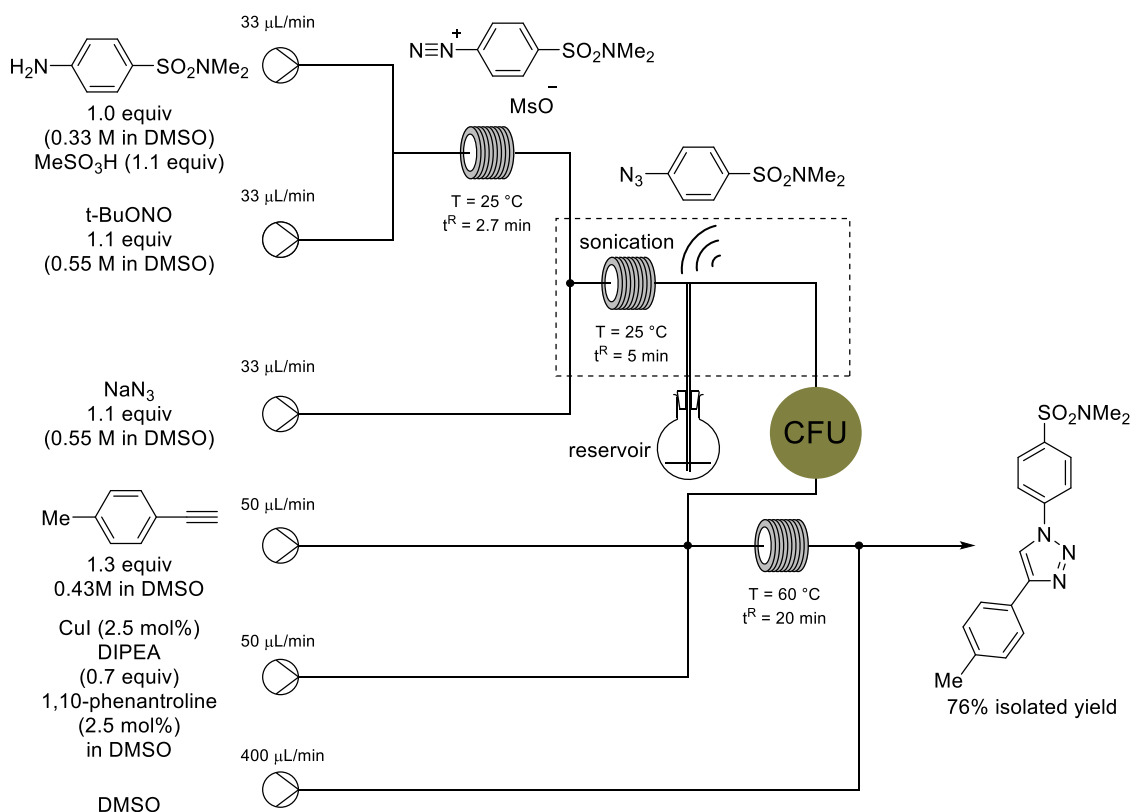 33 μL/min
H2N
SO2NMe2
1.0 equiv
(0.33 M in DMSO)
MeSO3H (1.1 equiv)
N≡N+
SO2NMe2
MsO−
T = 25 °C
tR = 2.7 min
33 μL/min
t-BuONO
1.1 equiv
(0.55 M in DMSO)
N3
SO2NMe2
sonication
T = 25 °C
tR = 5 min
33 μL/min
NaN3
1.1 equiv
(0.55 M in DMSO)
reservoir
CFU
50 μL/min
Me
1.3 equiv
0.43M in DMSO
T = 60 °C
tR = 20 min
50 μL/min
CuI (2.5 mol%)
DIPEA
(0.7 equiv)
1,10-phenantroline
(2.5 mol%)
in DMSO
400 μL/min
DMSO
SO2NMe2
N
N
N
Me
76% isolated yield